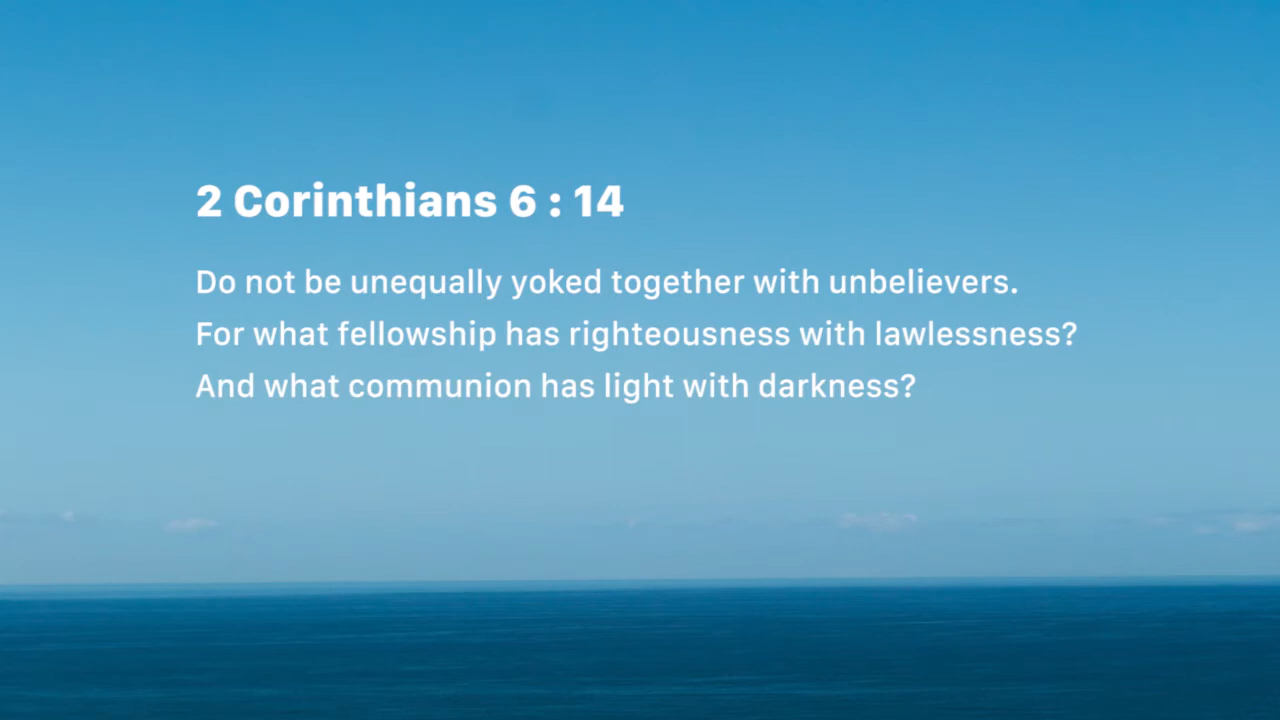 2 Corinthians 6 : 14
Do not be unequally yoked together with unbelievers.
For what fellowship has righteousness with lawlessness?
And what communion has light with darkness?